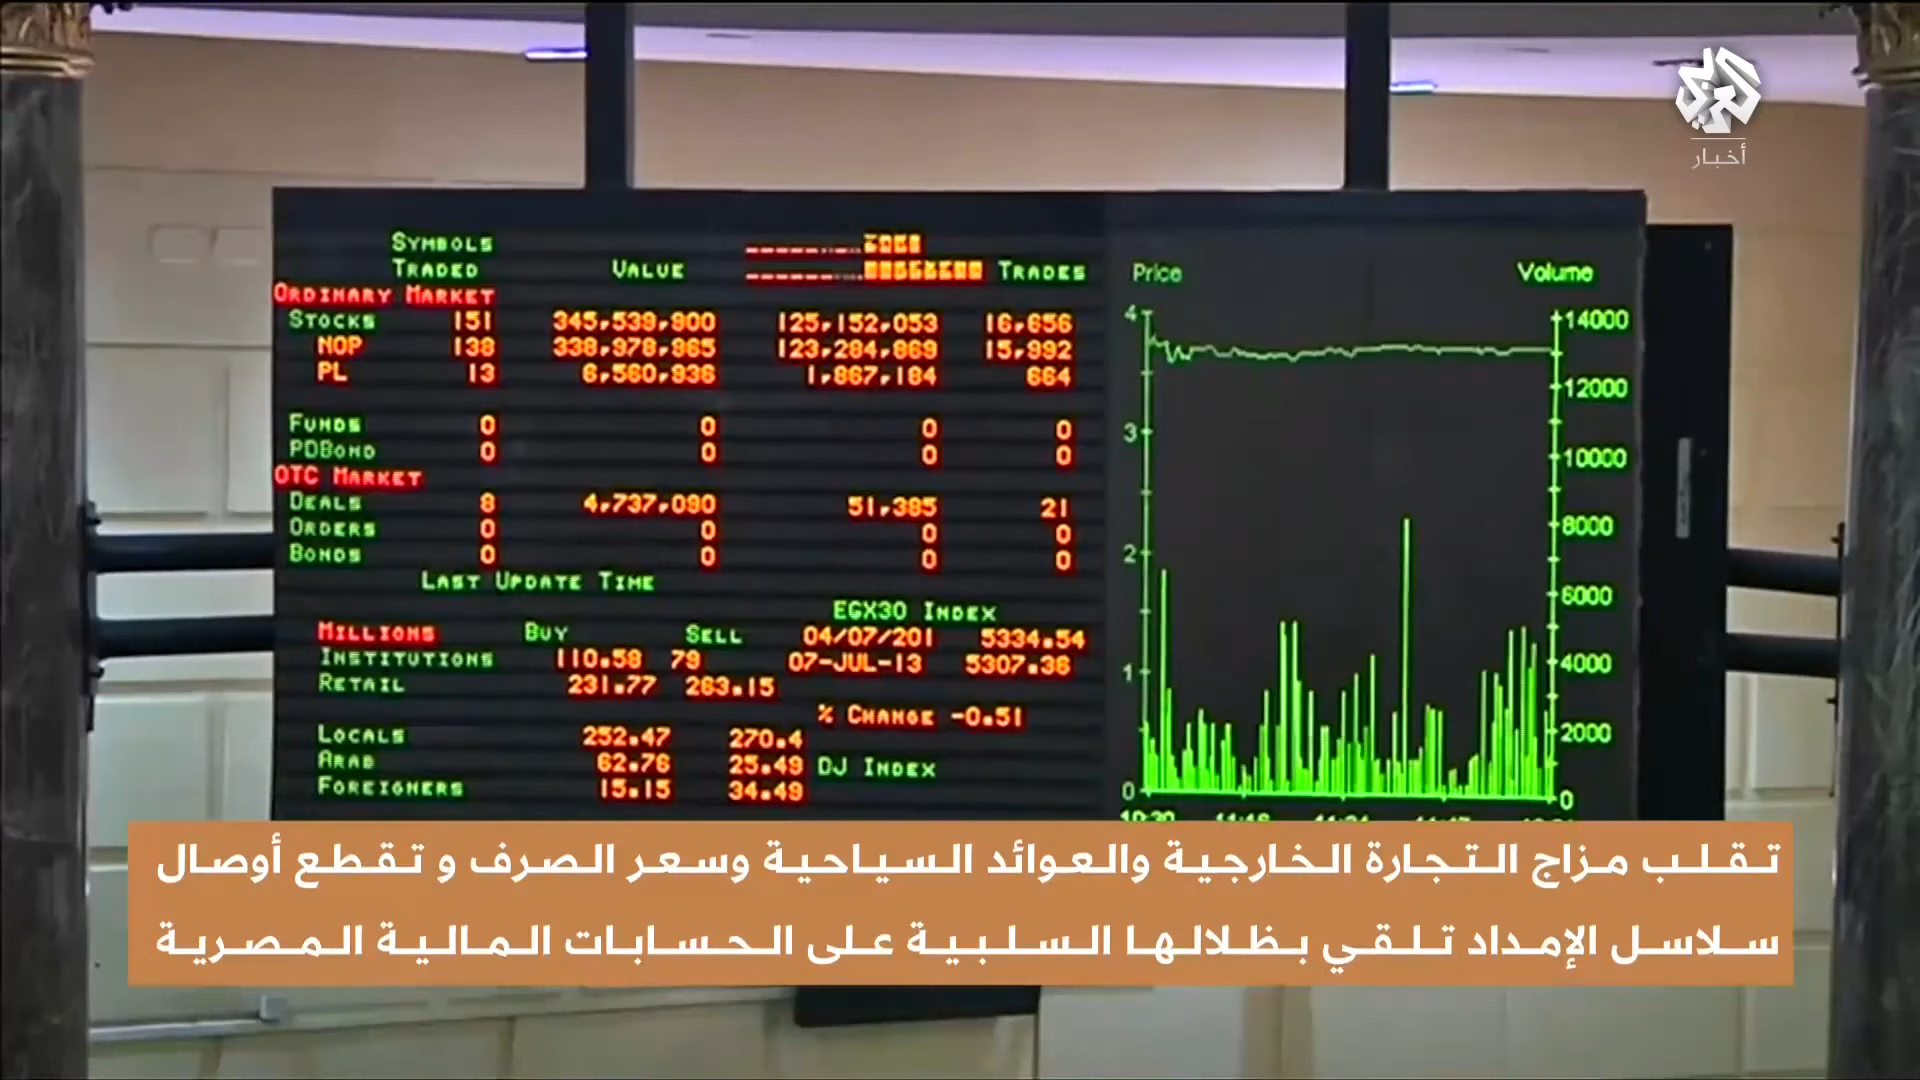 العربي
أخبار
SYMBOLS
TRADED VALUE TRADES
ORDINARY MARKET
STOCKS 151 345,539,900 125,152,053 16,656
NOP 138 338,978,965 123,284,869 15,992
PL 13 6,560,936 1,867,184 664
FUNDS 0 0 0 0
PDBOND 0 0 0 0
OTC MARKET
DEALS 8 4,737,090 51,385 21
ORDERS 0 0 0 0
BONDS 0 0 0 0
LAST UPDATE TIME
EGX30 INDEX
MILLIONS BUY SELL 04/07/201 5334.54
INSTITUTIONS 110.58 79 07-JUL-13 5307.36
RETAIL 231.77 263.15
% CHANGE -0.51
LOCALS 252.47 270.4
ARAB 62.76 25.49 DJ INDEX
FOREIGNERS 15.15 34.49
Price Volume
4 14000
12000
3 10000
8000
2 6000
4000
1 2000
0 0
تقلب مزاج التجارة الخارجية والعوائد السياحية وسعر الصرف و تقطع أوصال
سلاسل الإمداد تلقي بظلالها السلبية على الحسابات المالية المصرية